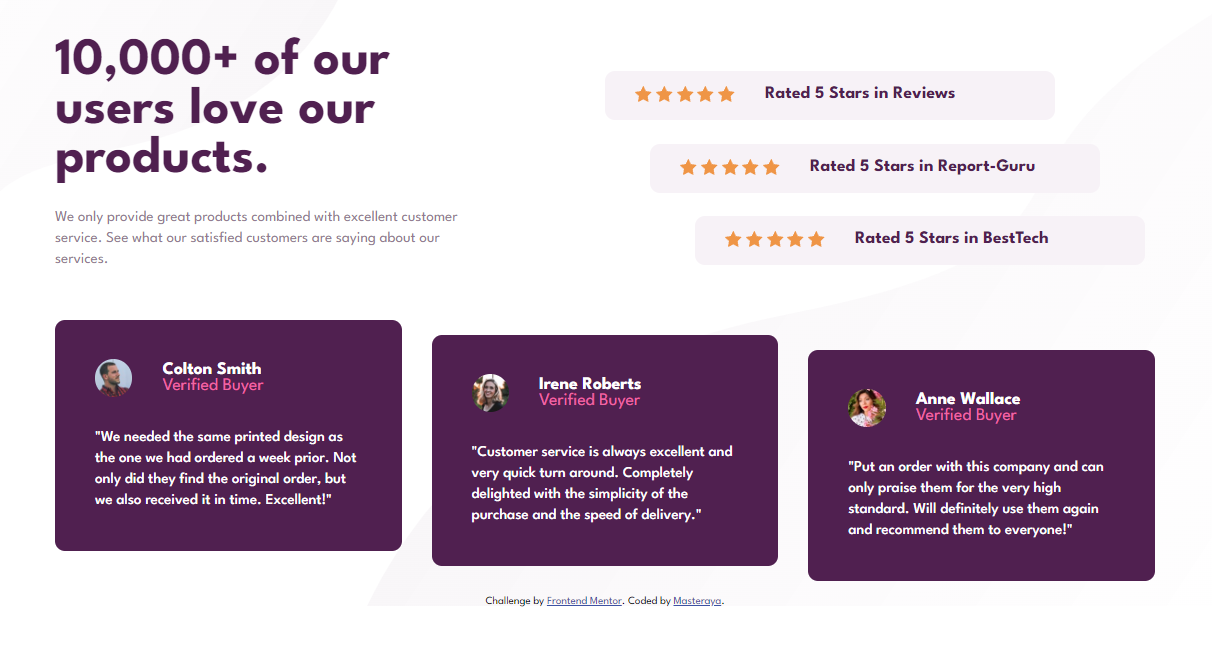 10,000+ of our
users love our
products.
We only provide great products combined with excellent customer
service. See what our satisfied customers are saying about our
services.
Rated 5 Stars in Reviews
Rated 5 Stars in Report-Guru
Rated 5 Stars in BestTech
Colton Smith
Verified Buyer
"We needed the same printed design as
the one we had ordered a week prior. Not
only did they find the original order, but
we also received it in time. Excellent!"
Irene Roberts
Verified Buyer
"Customer service is always excellent and
very quick turn around. Completely
delighted with the simplicity of the
purchase and the speed of delivery."
Anne Wallace
Verified Buyer
"Put an order with this company and can
only praise them for the very high
standard. Will definitely use them again
and recommend them to everyone!"
Challenge by Frontend Mentor. Coded by Masteraya.